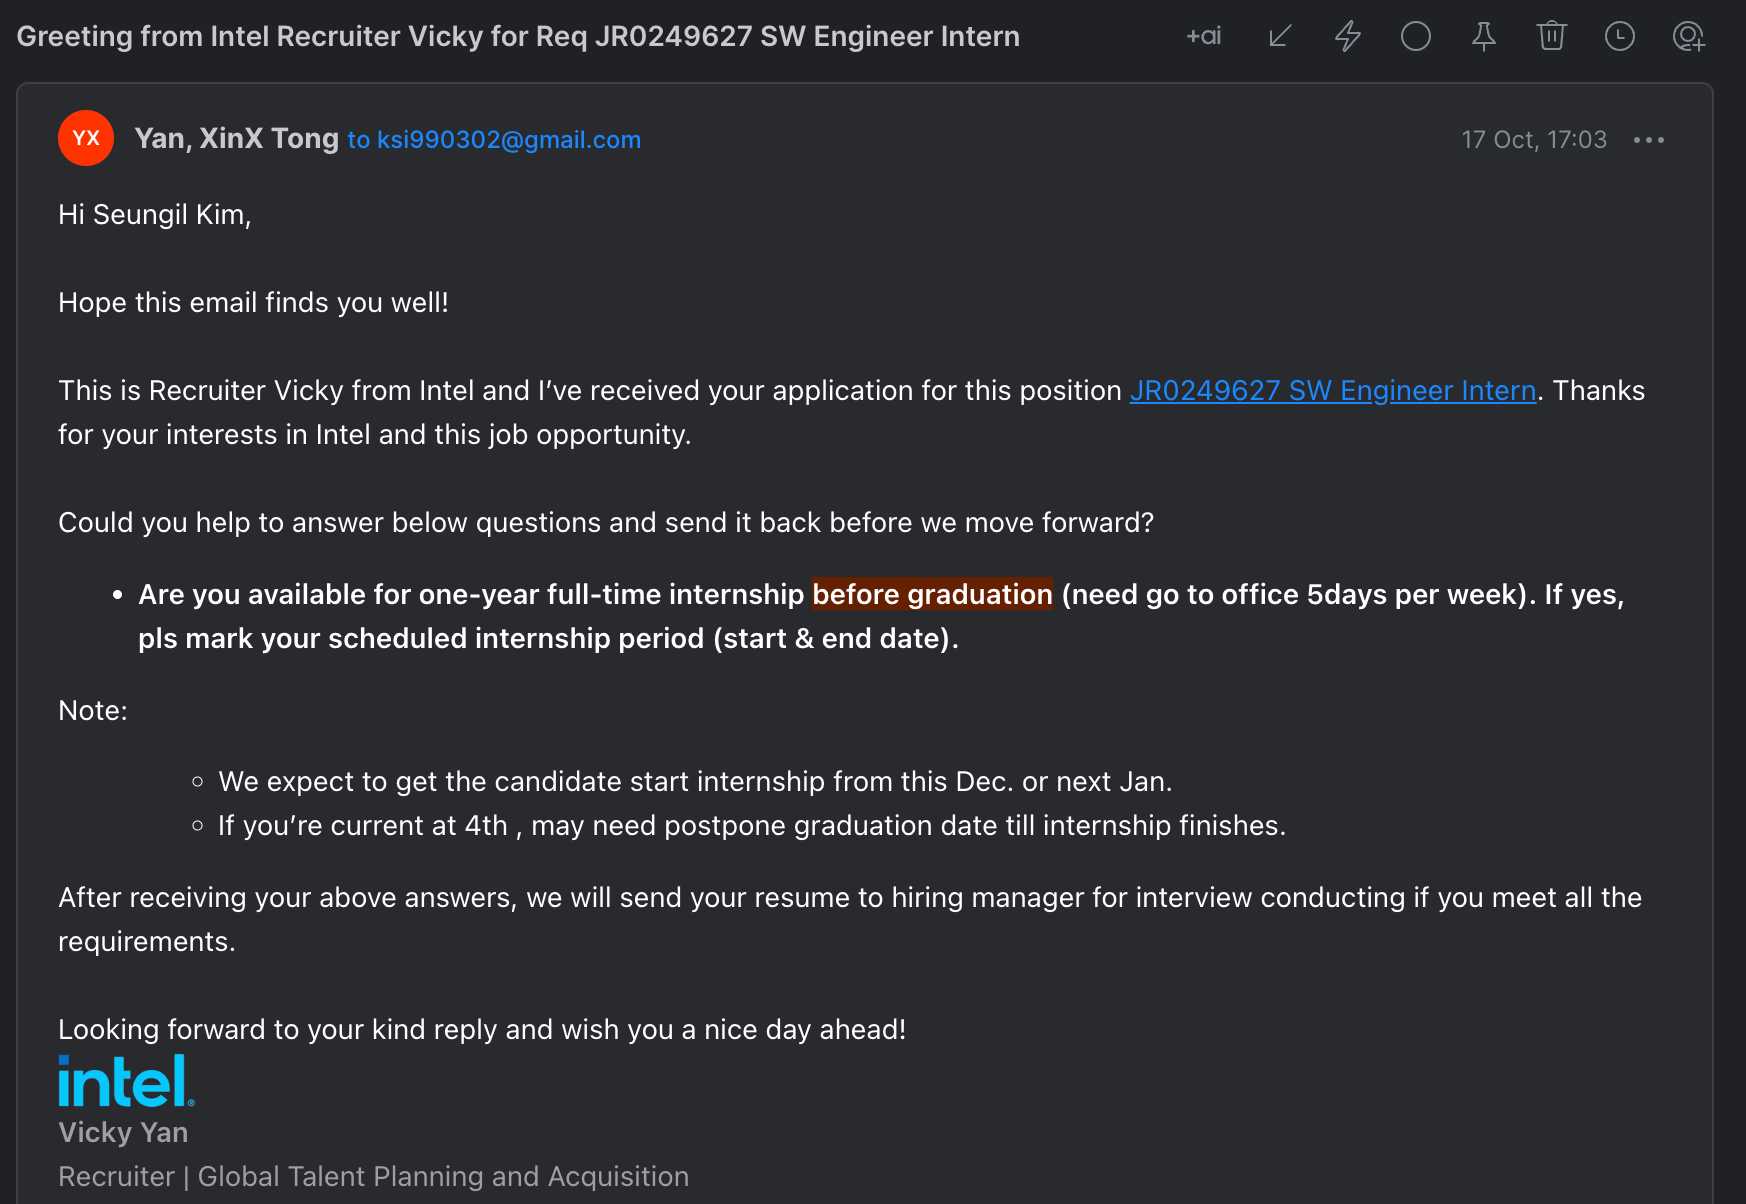 Greeting from Intel Recruiter Vicky for Req JR0249627 SW Engineer Intern
+ai
YX
Yan, XinX Tong to ksi990302@gmail.com
17 Oct, 17:03
Hi Seungil Kim,
Hope this email finds you well!
This is Recruiter Vicky from Intel and I’ve received your application for this position JR0249627 SW Engineer Intern. Thanks
for your interests in Intel and this job opportunity.
Could you help to answer below questions and send it back before we move forward?
• Are you available for one-year full-time internship before graduation (need go to office 5days per week). If yes,
pls mark your scheduled internship period (start & end date).
Note:
◦ We expect to get the candidate start internship from this Dec. or next Jan.
◦ If you’re current at 4th , may need postpone graduation date till internship finishes.
After receiving your above answers, we will send your resume to hiring manager for interview conducting if you meet all the
requirements.
Looking forward to your kind reply and wish you a nice day ahead!
intel®
Vicky Yan
Recruiter | Global Talent Planning and Acquisition